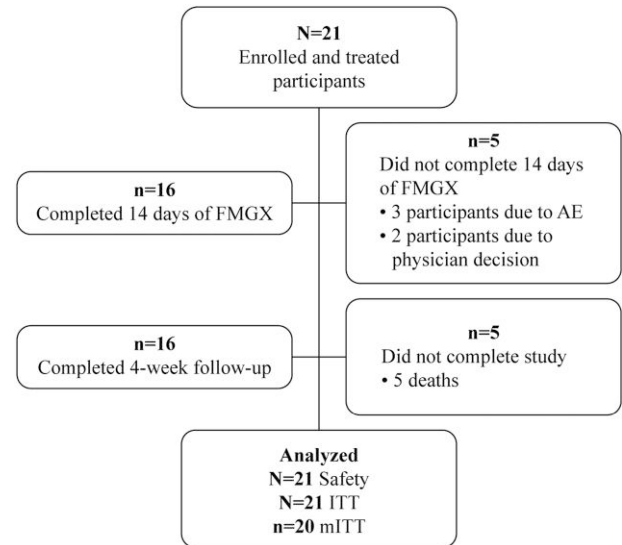 N=21
Enrolled and treated
participants
n=16
Completed 14 days of FMGX
n=5
Did not complete 14 days
of FMGX
• 3 participants due to AE
• 2 participants due to
physician decision
n=16
Completed 4-week follow-up
n=5
Did not complete study
• 5 deaths
Analyzed
N=21 Safety
N=21 ITT
n=20 mITT